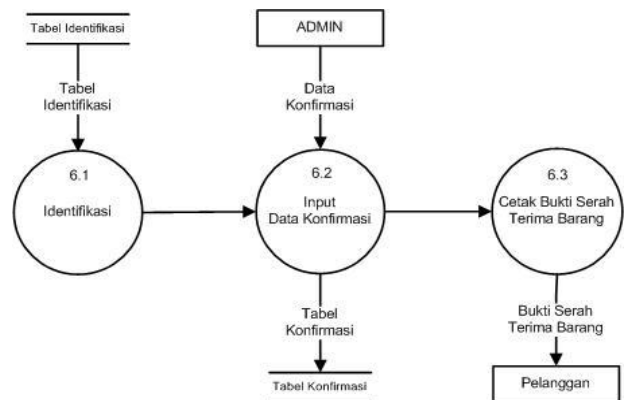 Tabel Identifikasi
ADMIN
Tabel
Identifikasi
Data
Konfirmasi
6.1
Identifikasi
6.2
Input
Data Konfirmasi
6.3
Cetak Bukti Serah
Terima Barang
Tabel
Konfirmasi
Bukti Serah
Terima Barang
Tabel Konfirmasi
Pelanggan